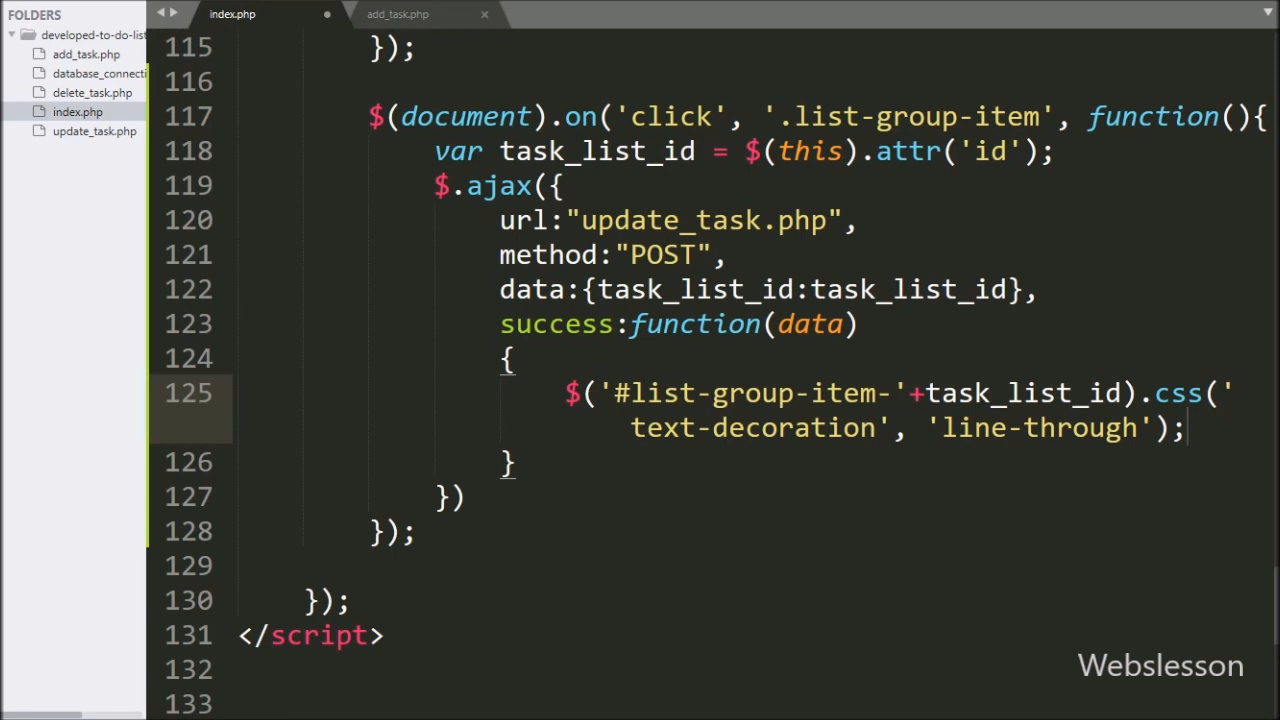 FOLDERS
developed-to-do-list
add_task.php
database_connecti
delete_task.php
index.php
update_task.php
index.php
add_task.php
115 });
116
117 $(document).on('click', '.list-group-item', function(){
118 var task_list_id = $(this).attr('id');
119 $.ajax({
120 url:"update_task.php",
121 method:"POST",
122 data:{task_list_id:task_list_id},
123 success:function(data)
124 {
125 $('#list-group-item-'+task_list_id).css('
text-decoration', 'line-through');
126 }
127 })
128 });
129
130 });
131 </script>
132
133
Webslesson